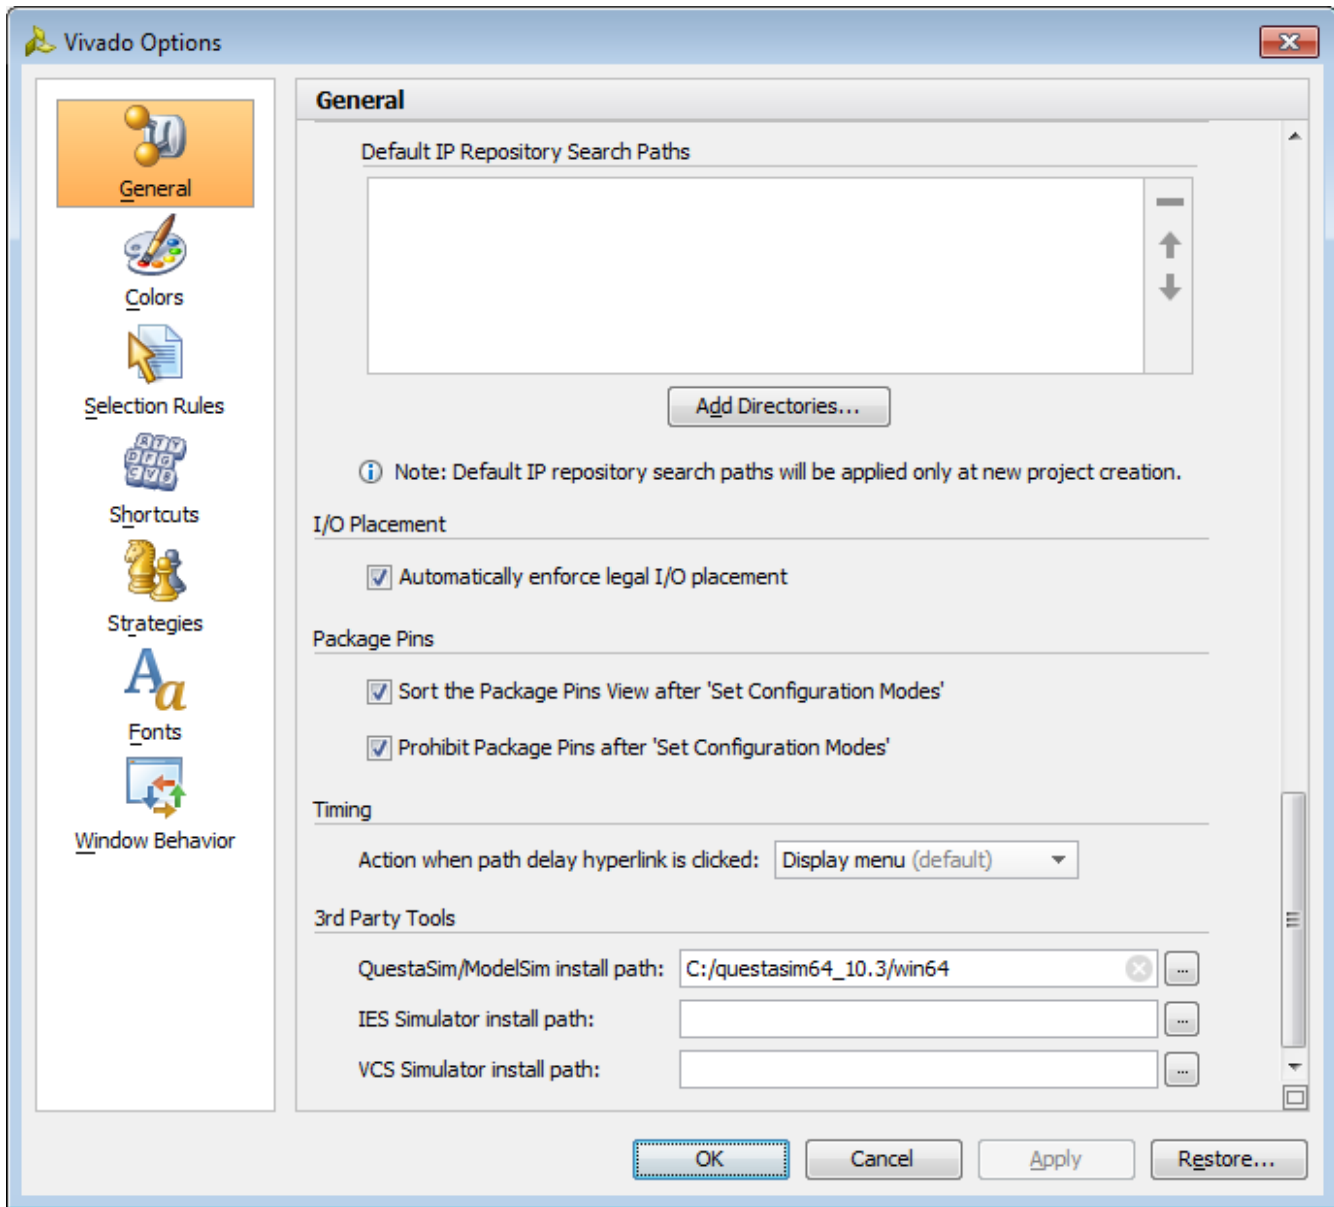 Vivado Options
General
Colors
Selection Rules
Shortcuts
Strategies
Fonts
Window Behavior
General
Default IP Repository Search Paths
Add Directories...
Note: Default IP repository search paths will be applied only at new project creation.
I/O Placement
Automatically enforce legal I/O placement
Package Pins
Sort the Package Pins View after 'Set Configuration Modes'
Prohibit Package Pins after 'Set Configuration Modes'
Timing
Action when path delay hyperlink is clicked: Display menu (default)
3rd Party Tools
QuestaSim/ModelSim install path: C:/questasim64_10.3/win64 ...
IES Simulator install path: ...
VCS Simulator install path: ...
OK Cancel Apply Restore...